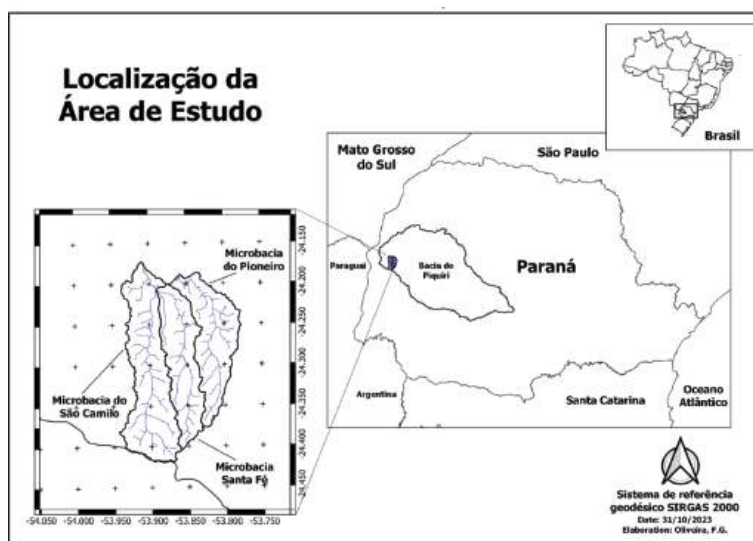 Localização da
Área de Estudo
Brasil
Mato Grosso
do Sul
São Paulo
Paraguai
Bacia do
Piquiri
Paraná
Argentina
Santa Catarina
Oceano
Atlântico
Microbacia
do Pioneiro
Microbacia do
São Camilo
Microbacia
Santa Fé
-24.150
-24.200
-24.250
-24.300
-24.350
-24.400
-24.450
-54.050
-54.000
-53.950
-53.900
-53.850
-53.800
-53.750
Sistema de referência
geodésico SIRGAS 2000
Date: 31/10/2023
Elaboration: Oliveira, F.G.